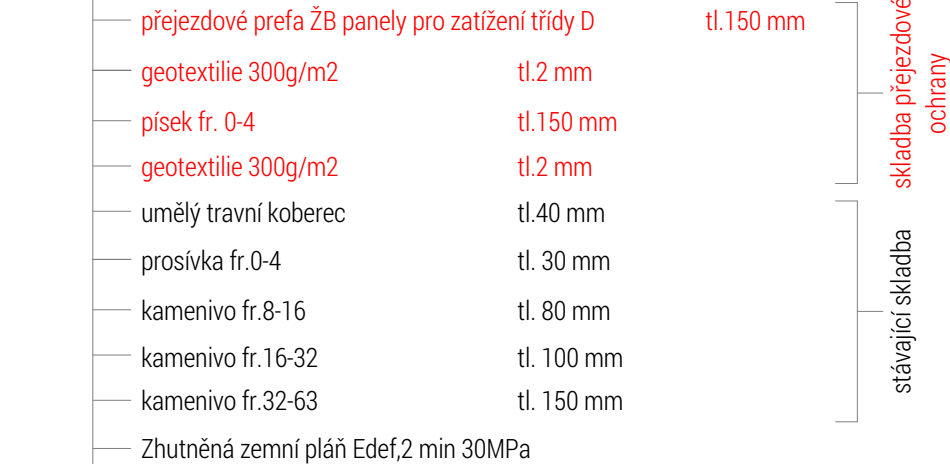 přejezdové prefa ŽB panely pro zatížení třídy D tl.150 mm
geotextilie 300g/m2 tl.2 mm
písek fr. 0-4 tl.150 mm
geotextilie 300g/m2 tl.2 mm
umělý travní koberec tl.40 mm
prosívka fr.0-4 tl. 30 mm
kamenivo fr.8-16 tl. 80 mm
kamenivo fr.16-32 tl. 100 mm
kamenivo fr.32-63 tl. 150 mm
Zhutněná zemní pláň Edef,2 min 30MPa
skladba přejezdové
ochrany
stávající skladba